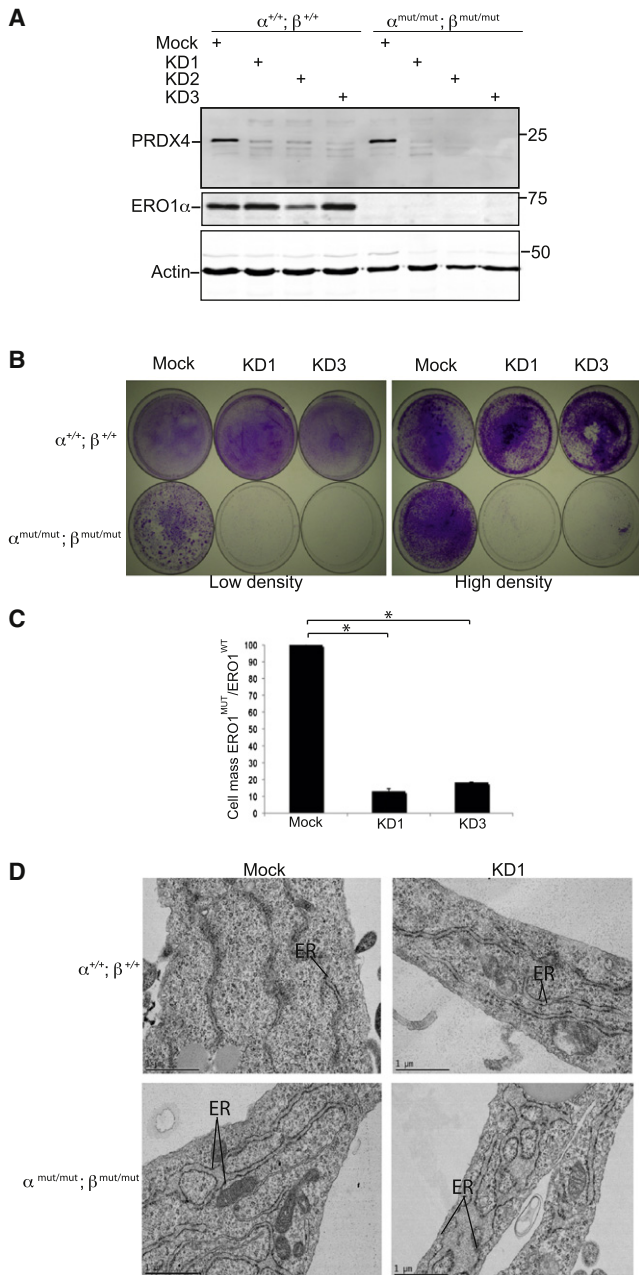 A
α+/+; β+/+ αmut/mut; βmut/mut
Mock + +
KD1 + +
KD2 + +
KD3 + +
PRDX4 25
ERO1α 75
50
Actin
B
Mock KD1 KD3 Mock KD1 KD3
α+/+; β+/+
αmut/mut; βmut/mut
Low density High density
C
*
*
Cell mass ERO1MUT/ERO1WT
100
90
80
70
60
50
40
30
20
10
0
Mock KD1 KD3
D
Mock KD1
α+/+; β+/+
ER
ER
1 μm
αmut/mut; βmut/mut
ER
ER
1 μm